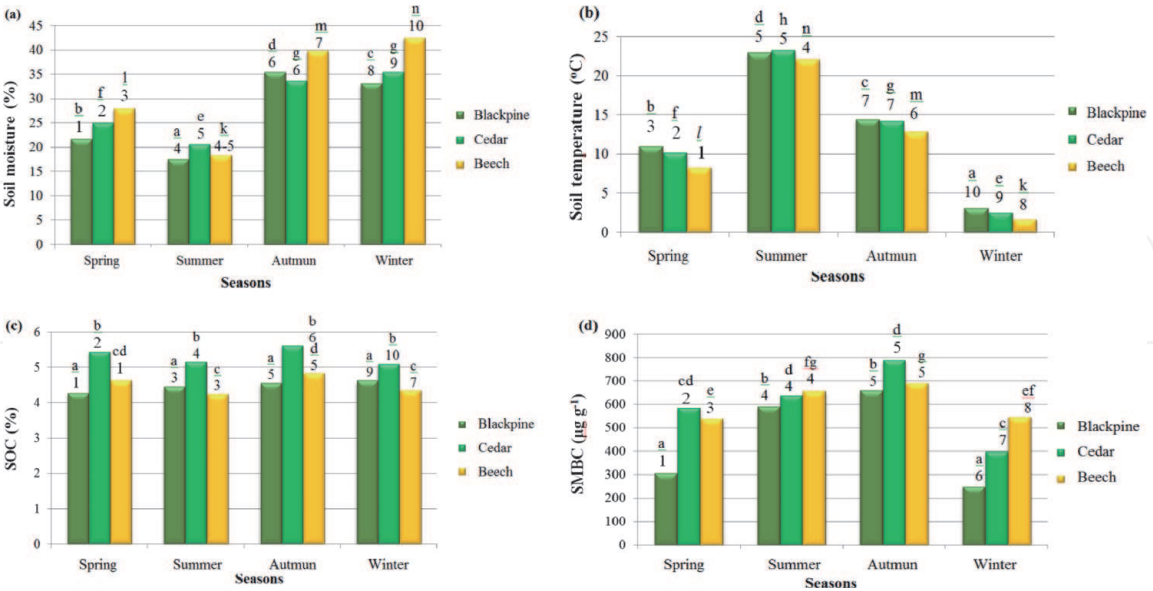 (a)
Soil moisture (%)
45
40
35
30
25
20
15
10
5
0
b
1
f
2
l
3
a
4
e
5
k
4-5
d
6
g
6
m
7
c
8
g
9
n
10
Spring
Summer
Autmun
Winter
Seasons
Blackpine
Cedar
Beech
(b)
Soil temperature (°C)
25
20
15
10
5
0
b
3
f
2
l
1
d
5
h
5
n
4
c
7
g
7
m
6
a
10
e
9
k
8
Spring
Summer
Autmun
Winter
Seasons
Blackpine
Cedar
Beech
(c)
SOC (%)
6
5
4
3
2
1
0
a
1
b
2
cd
1
a
3
b
4
c
3
a
5
b
6
d
5
a
9
b
10
c
7
Spring
Summer
Autmun
Winter
Seasons
Blackpine
Cedar
Beech
(d)
SMBC (µg g-1)
900
800
700
600
500
400
300
200
100
0
a
1
cd
2
e
3
b
4
d
4
fg
4
b
5
d
5
g
5
a
6
c
7
ef
8
Spring
Summer
Autmun
Winter
Seasons
Blackpine
Cedar
Beech